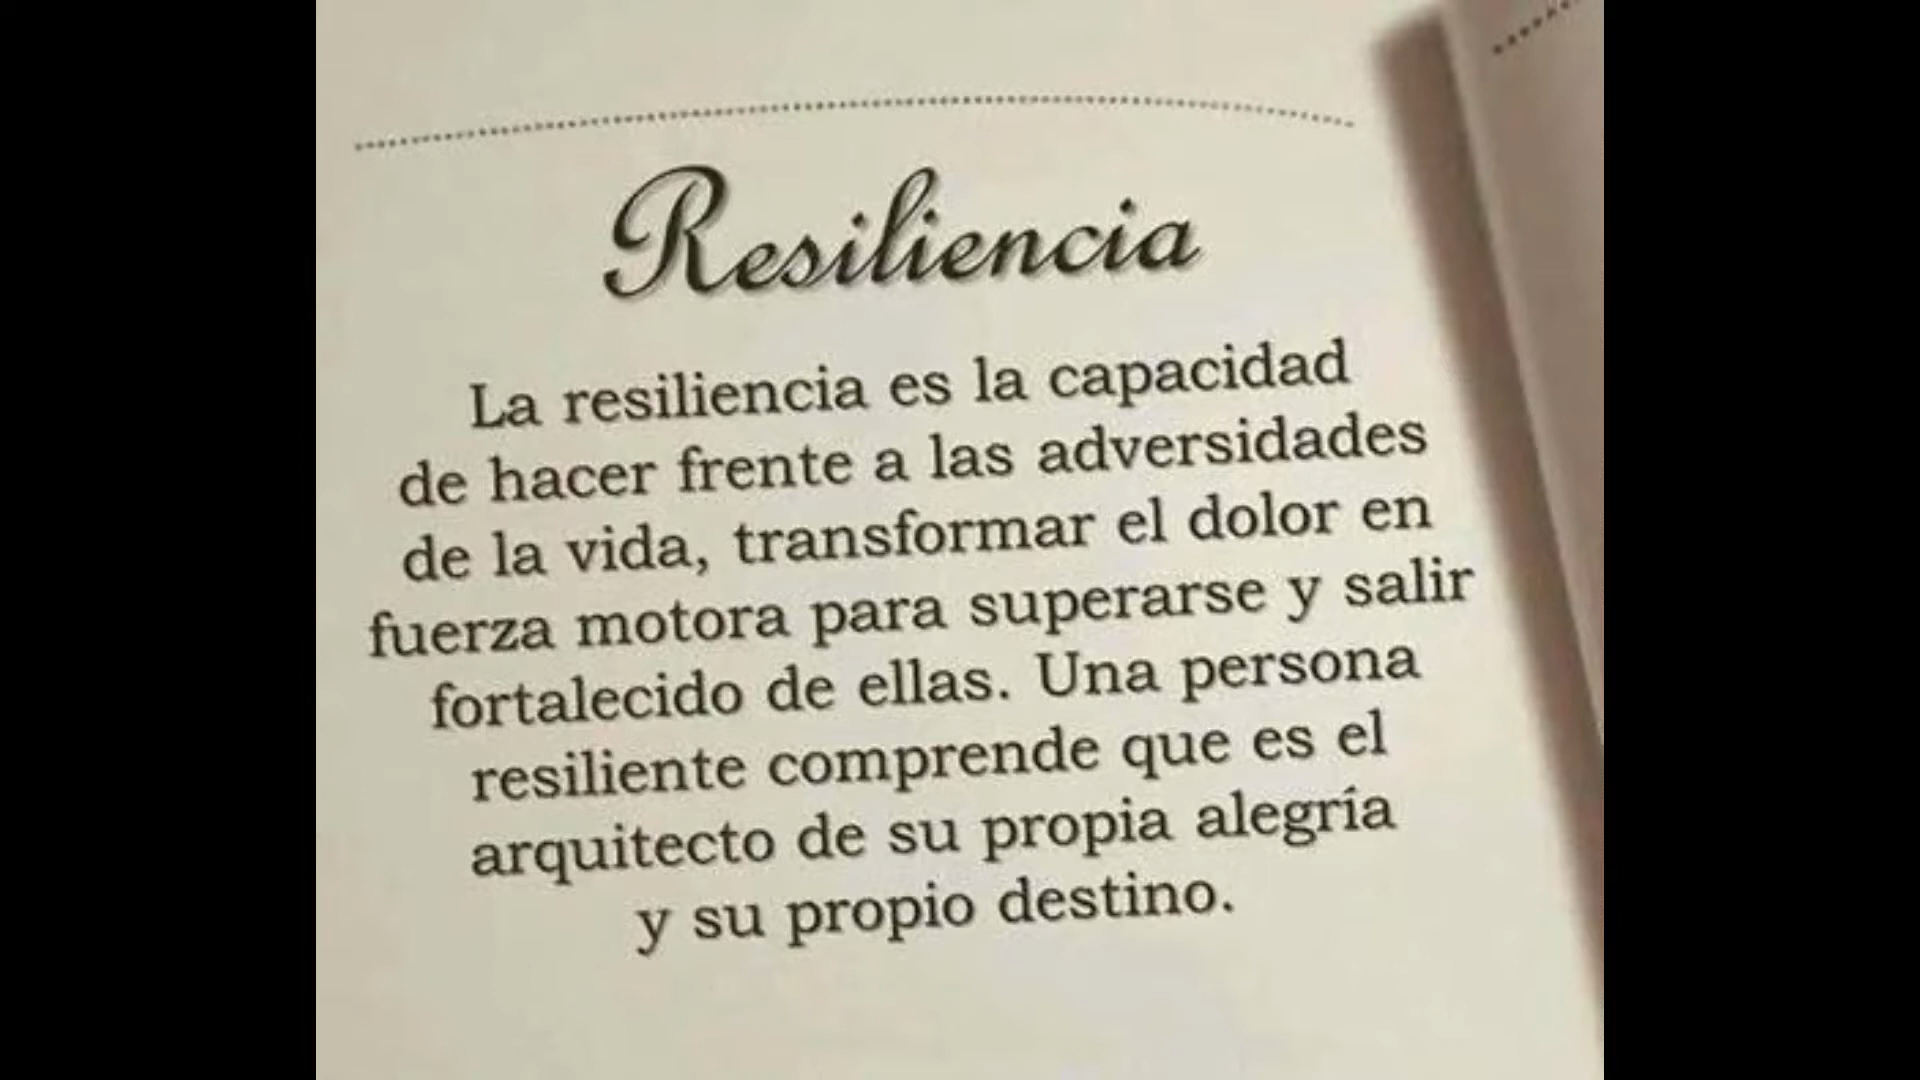 Resiliencia
La resiliencia es la capacidad
de hacer frente a las adversidades
de la vida, transformar el dolor en
fuerza motora para superarse y salir
fortalecido de ellas. Una persona
resiliente comprende que es el
arquitecto de su propia alegría
y su propio destino.